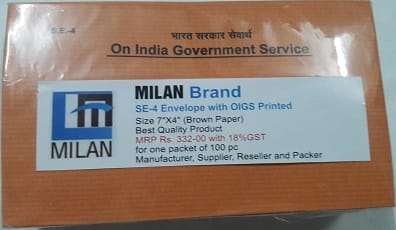 S.E.-4
भारत सरकार सेवार्थ
On India Government Service
MILAN Brand
SE-4 Envelope with OIGS Printed
Size 7"X4" (Brown Paper)
Best Quality Product
MRP Rs. 332-00 with 18%GST
for one packet of 100 pc
Manufacturer, Supplier, Reseller and Packer
MILAN